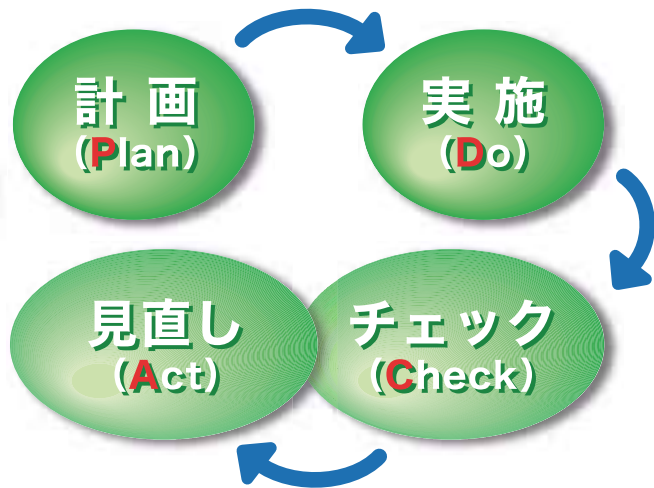 計 画
（Plan）
実 施
（Do）
見直し
（Act）
チェック
（Check）